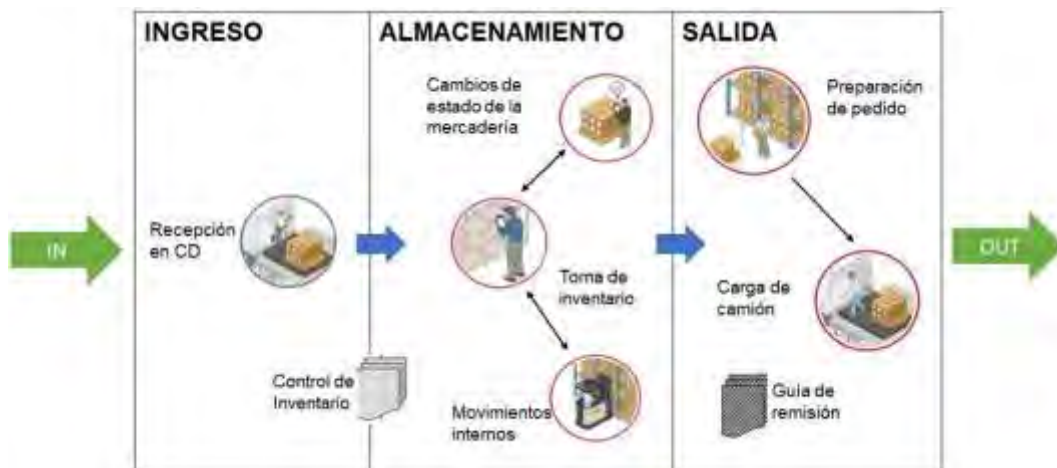 INGRESO
ALMACENAMIENTO
SALIDA
IN
Recepción
en CD
Control de
Inventario
Cambios de
estado de la
mercadería
Toma de
inventario
Movimientos
internos
Preparación
de pedido
Carga de
camión
Guía de
remisión
OUT